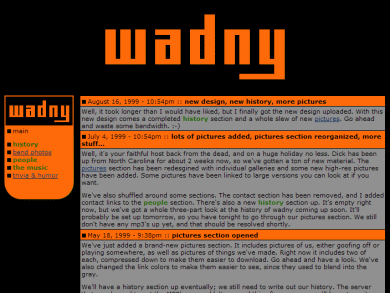 wadny
wadny
main
history
band photos
people
the music
trivia & humor
August 16, 1999 - 10:54pm :: new design, new history, more pictures
Well, it took longer than I would have liked, but I finally got the new design uploaded. With this
new design comes a completed history section and a whole slew of new pictures. Go ahead
and waste some bandwidth. :-)
July 4, 1999 - 10:54pm :: lots of pictures added, pictures section reorganized, more
stuff...
Well, it's your faithful host back from the dead, and on a huge holiday no less. Dick has been
up from North Carolina for about 2 weeks now, so we've gotten a ton of new material. The
pictures section has been redesigned with individual galleries and some new high-res pictures
have been added. Some pictures have been linked to large versions you can look at if you
want.
We've also shuffled around some sections. The contact section has been removed, and I added
contact links to the people section. There's also a new history section up. It's empty right
now, but we've got a whole three-part look at the history of wadny coming up soon. It'll
probably be set up tomorrow, so you have tonight to go through our pictures section. We still
don't have any mp3's up yet, and that should be resolved shortly.
May 18, 1999 - 9:38pm :: pictures section opened
We've just added a brand-new pictures section. It includes pictures of us, either goofing off or
playing somewhere, as well as pictures of things we've made. Right now it includes two of
each, compressed down to make them easier to download. Go ahead and have a look. We've
also changed the link colors to make them easier to see, since they used to blend into the
gray.
We'll have a history section up eventually; we still need to write out our history. The server